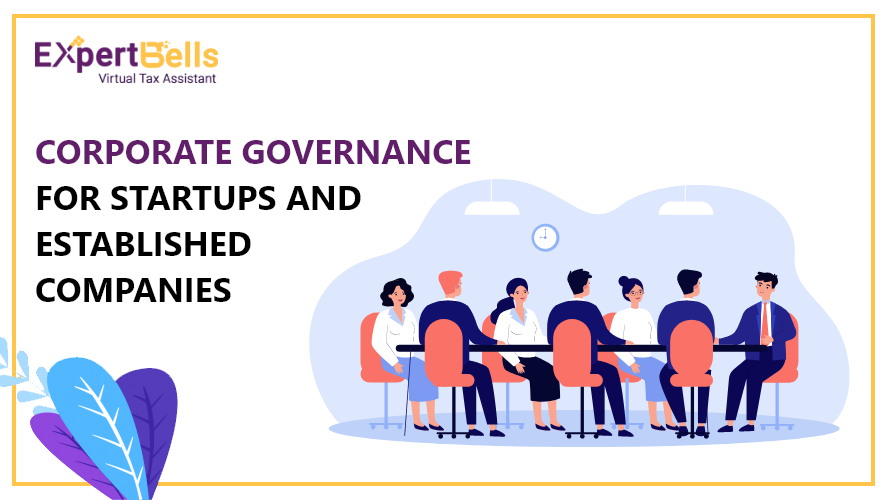 ExpertBells
Virtual Tax Assistant
CORPORATE GOVERNANCE
FOR STARTUPS AND
ESTABLISHED
COMPANIES